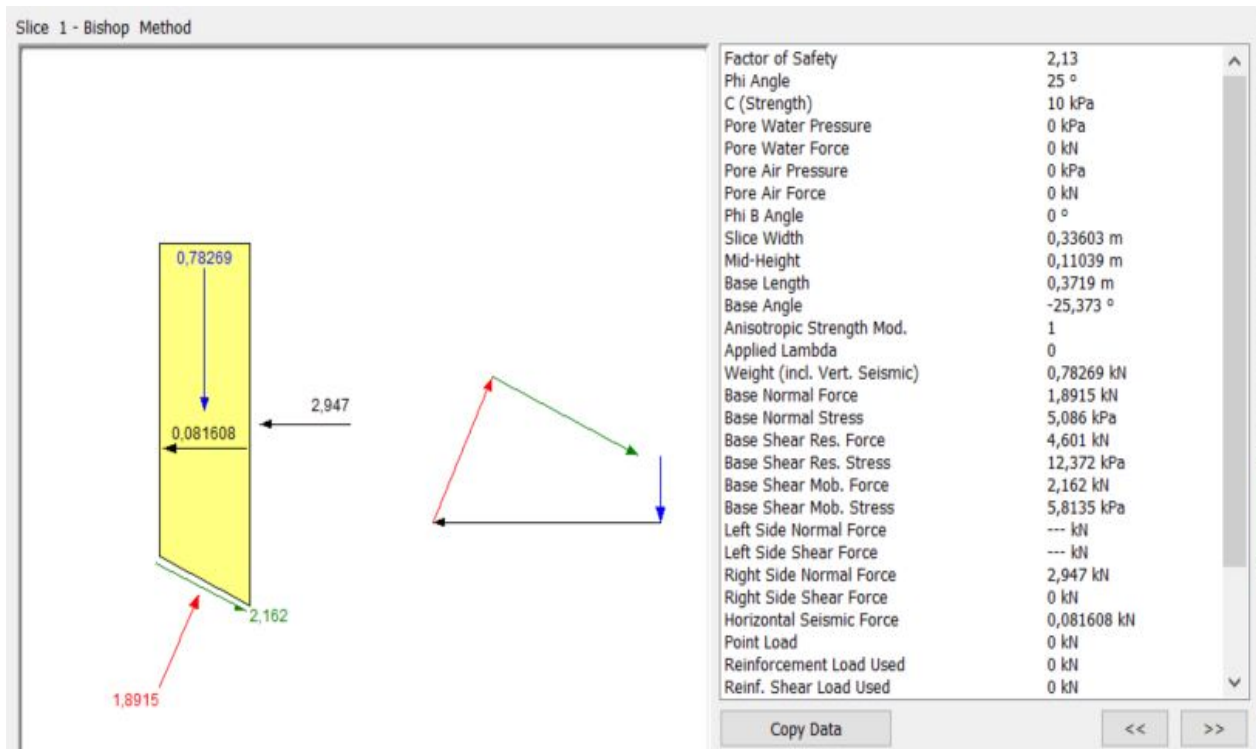 Slice 1 - Bishop Method
0,78269
2,947
0,081608
2,162
1,8915
Factor of Safety 2,13
Phi Angle 25 º
C (Strength) 10 kPa
Pore Water Pressure 0 kPa
Pore Water Force 0 kN
Pore Air Pressure 0 kPa
Pore Air Force 0 kN
Phi B Angle 0 º
Slice Width 0,33603 m
Mid-Height 0,11039 m
Base Length 0,3719 m
Base Angle -25,373 º
Anisotropic Strength Mod. 1
Applied Lambda 0
Weight (incl. Vert. Seismic) 0,78269 kN
Base Normal Force 1,8915 kN
Base Normal Stress 5,086 kPa
Base Shear Res. Force 4,601 kN
Base Shear Res. Stress 12,372 kPa
Base Shear Mob. Force 2,162 kN
Base Shear Mob. Stress 5,8135 kPa
Left Side Normal Force --- kN
Left Side Shear Force --- kN
Right Side Normal Force 2,947 kN
Right Side Shear Force 0 kN
Horizontal Seismic Force 0,081608 kN
Point Load 0 kN
Reinforcement Load Used 0 kN
Reinf. Shear Load Used 0 kN
Copy Data << >>